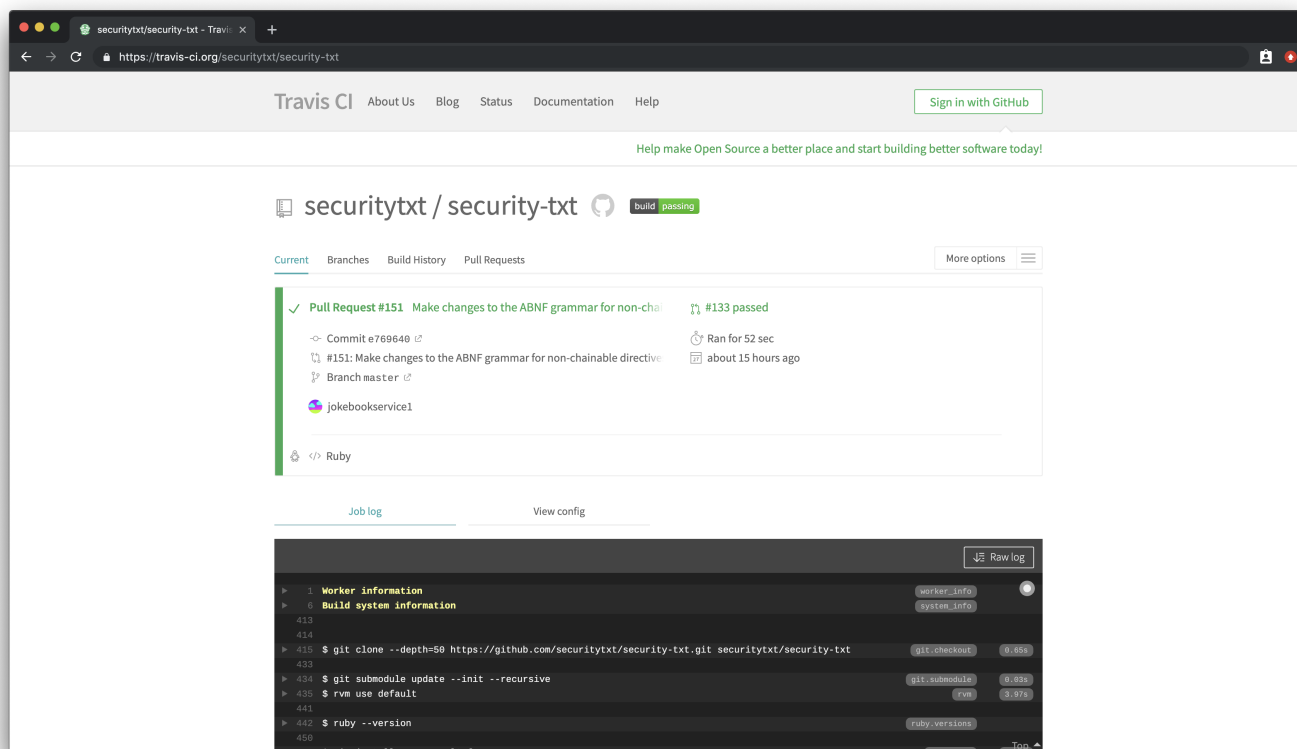 securitytxt/security-txt - Travis
https://travis-ci.org/securitytxt/security-txt
Travis CI About Us Blog Status Documentation Help Sign in with GitHub
Help make Open Source a better place and start building better software today!
securitytxt / security-txt build passing
Current Branches Build History Pull Requests More options
Pull Request #151 Make changes to the ABNF grammar for non-cha #133 passed
Commit e769640 Ran for 52 sec
#151: Make changes to the ABNF grammar for non-chainable directive about 15 hours ago
Branch master
jokebookservice1
</> Ruby
Job log View config
Raw log
1 Worker information worker_info
6 Build system information system_info
413
414
415 $ git clone --depth=50 https://github.com/securitytxt/security-txt.git securitytxt/security-txt git.checkout 0.65s
433
434 $ git submodule update --init --recursive git.submodule 0.03s
435 $ rvm use default rvm 3.97s
441
442 $ ruby --version ruby.versions
450
Top